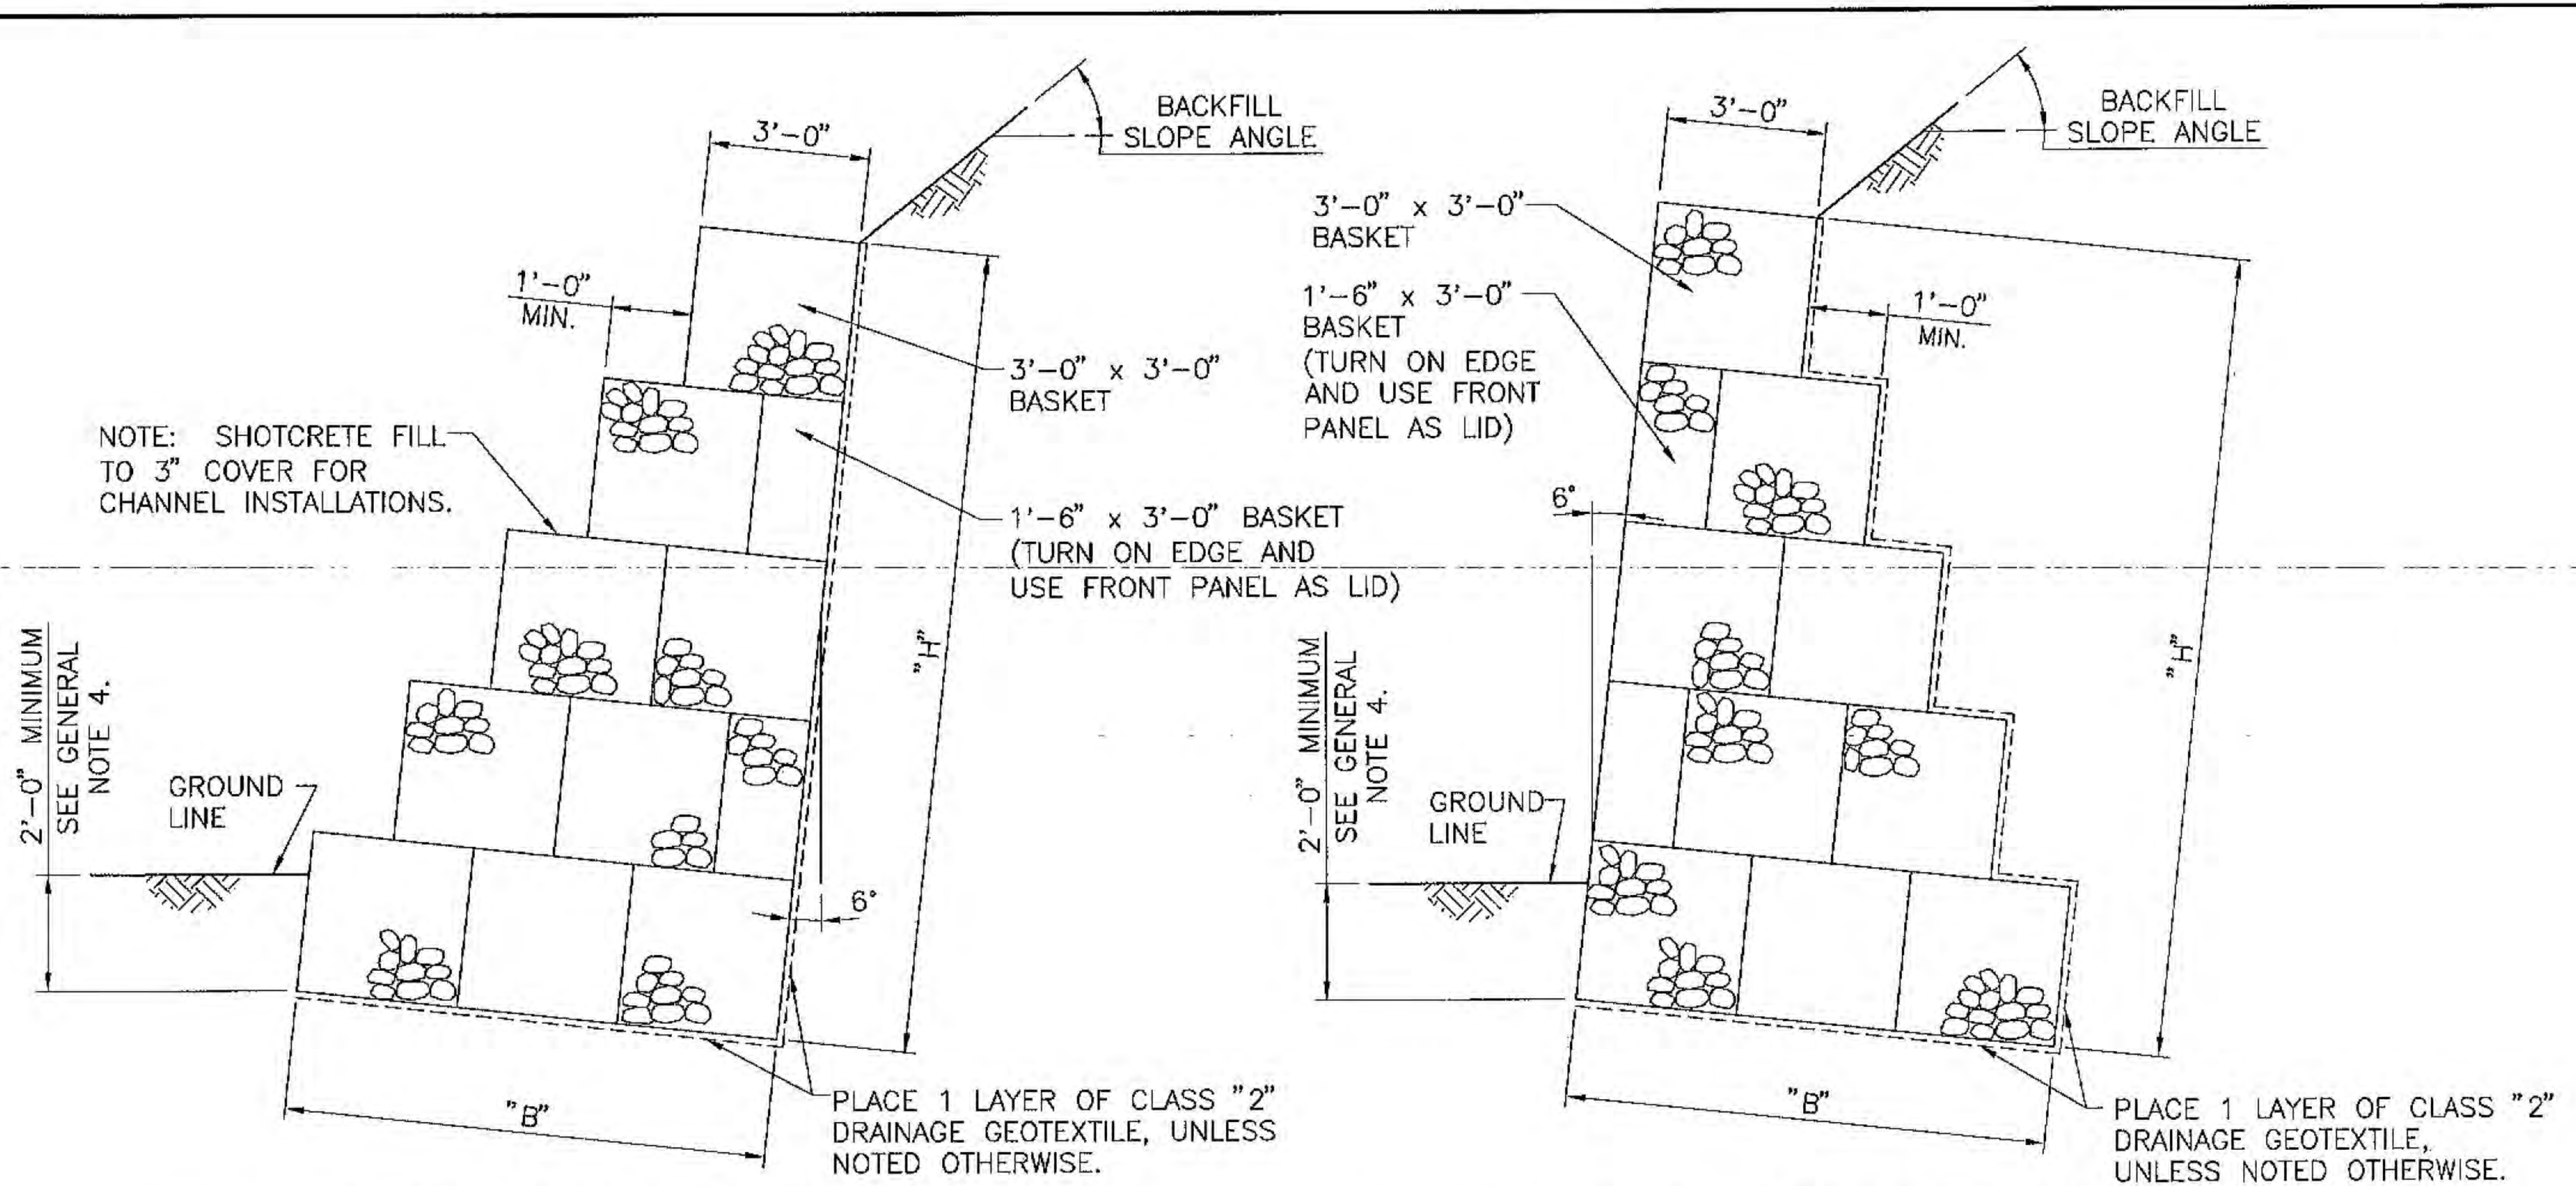 3'-0"
BACKFILL
SLOPE ANGLE
1'-0"
MIN.
3'-0" x 3'-0"
BASKET
NOTE: SHOTCRETE FILL
TO 3" COVER FOR
CHANNEL INSTALLATIONS.
1'-6" x 3'-0" BASKET
(TURN ON EDGE AND
USE FRONT PANEL AS LID)
2'-0" MINIMUM
SEE GENERAL
NOTE 4.
GROUND
LINE
"H"
6°
"B"
PLACE 1 LAYER OF CLASS "2"
DRAINAGE GEOTEXTILE, UNLESS
NOTED OTHERWISE.
3'-0"
BACKFILL
SLOPE ANGLE
3'-0" x 3'-0"
BASKET
1'-6" x 3'-0"
BASKET
(TURN ON EDGE
AND USE FRONT
PANEL AS LID)
1'-0"
MIN.
6°
2'-0" MINIMUM
SEE GENERAL
NOTE 4.
GROUND
LINE
"H"
"B"
PLACE 1 LAYER OF CLASS "2"
DRAINAGE GEOTEXTILE,
UNLESS NOTED OTHERWISE.